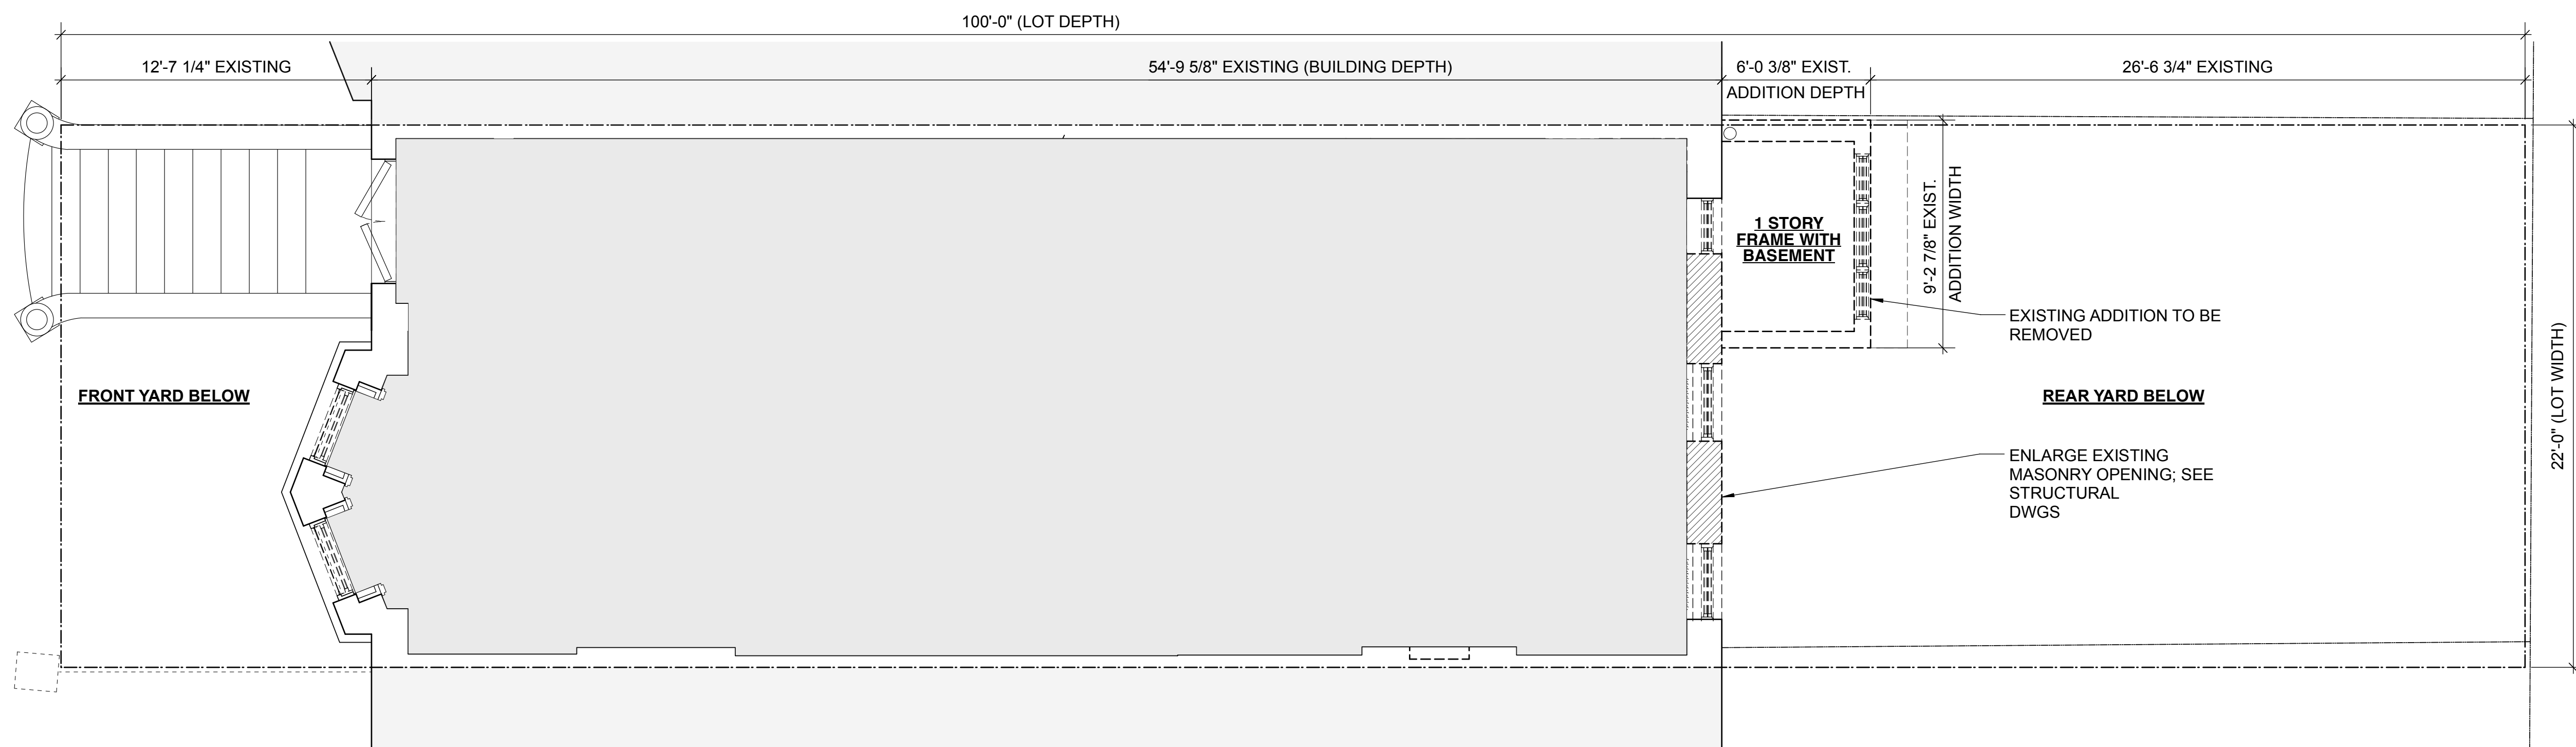 100'-0" (LOT DEPTH)
12'-7 1/4" EXISTING
54'-9 5/8" EXISTING (BUILDING DEPTH)
6'-0 3/8" EXIST.
ADDITION DEPTH
26'-6 3/4" EXISTING
1 STORY
FRAME WITH
BASEMENT
9'-2 7/8" EXIST.
ADDITION WIDTH
EXISTING ADDITION TO BE
REMOVED
22'-0" (LOT WIDTH)
FRONT YARD BELOW
REAR YARD BELOW
ENLARGE EXISTING
MASONRY OPENING; SEE
STRUCTURAL
DWGS